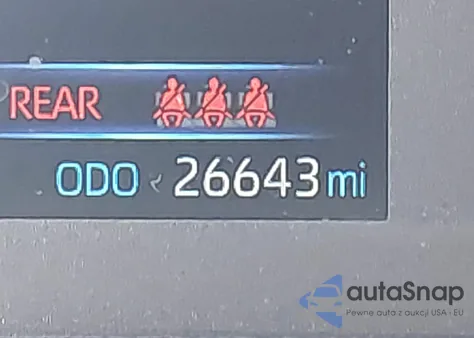 REAR
ODO 26643 mi
autaSnap
Pewne auta z aukcji USA - EU